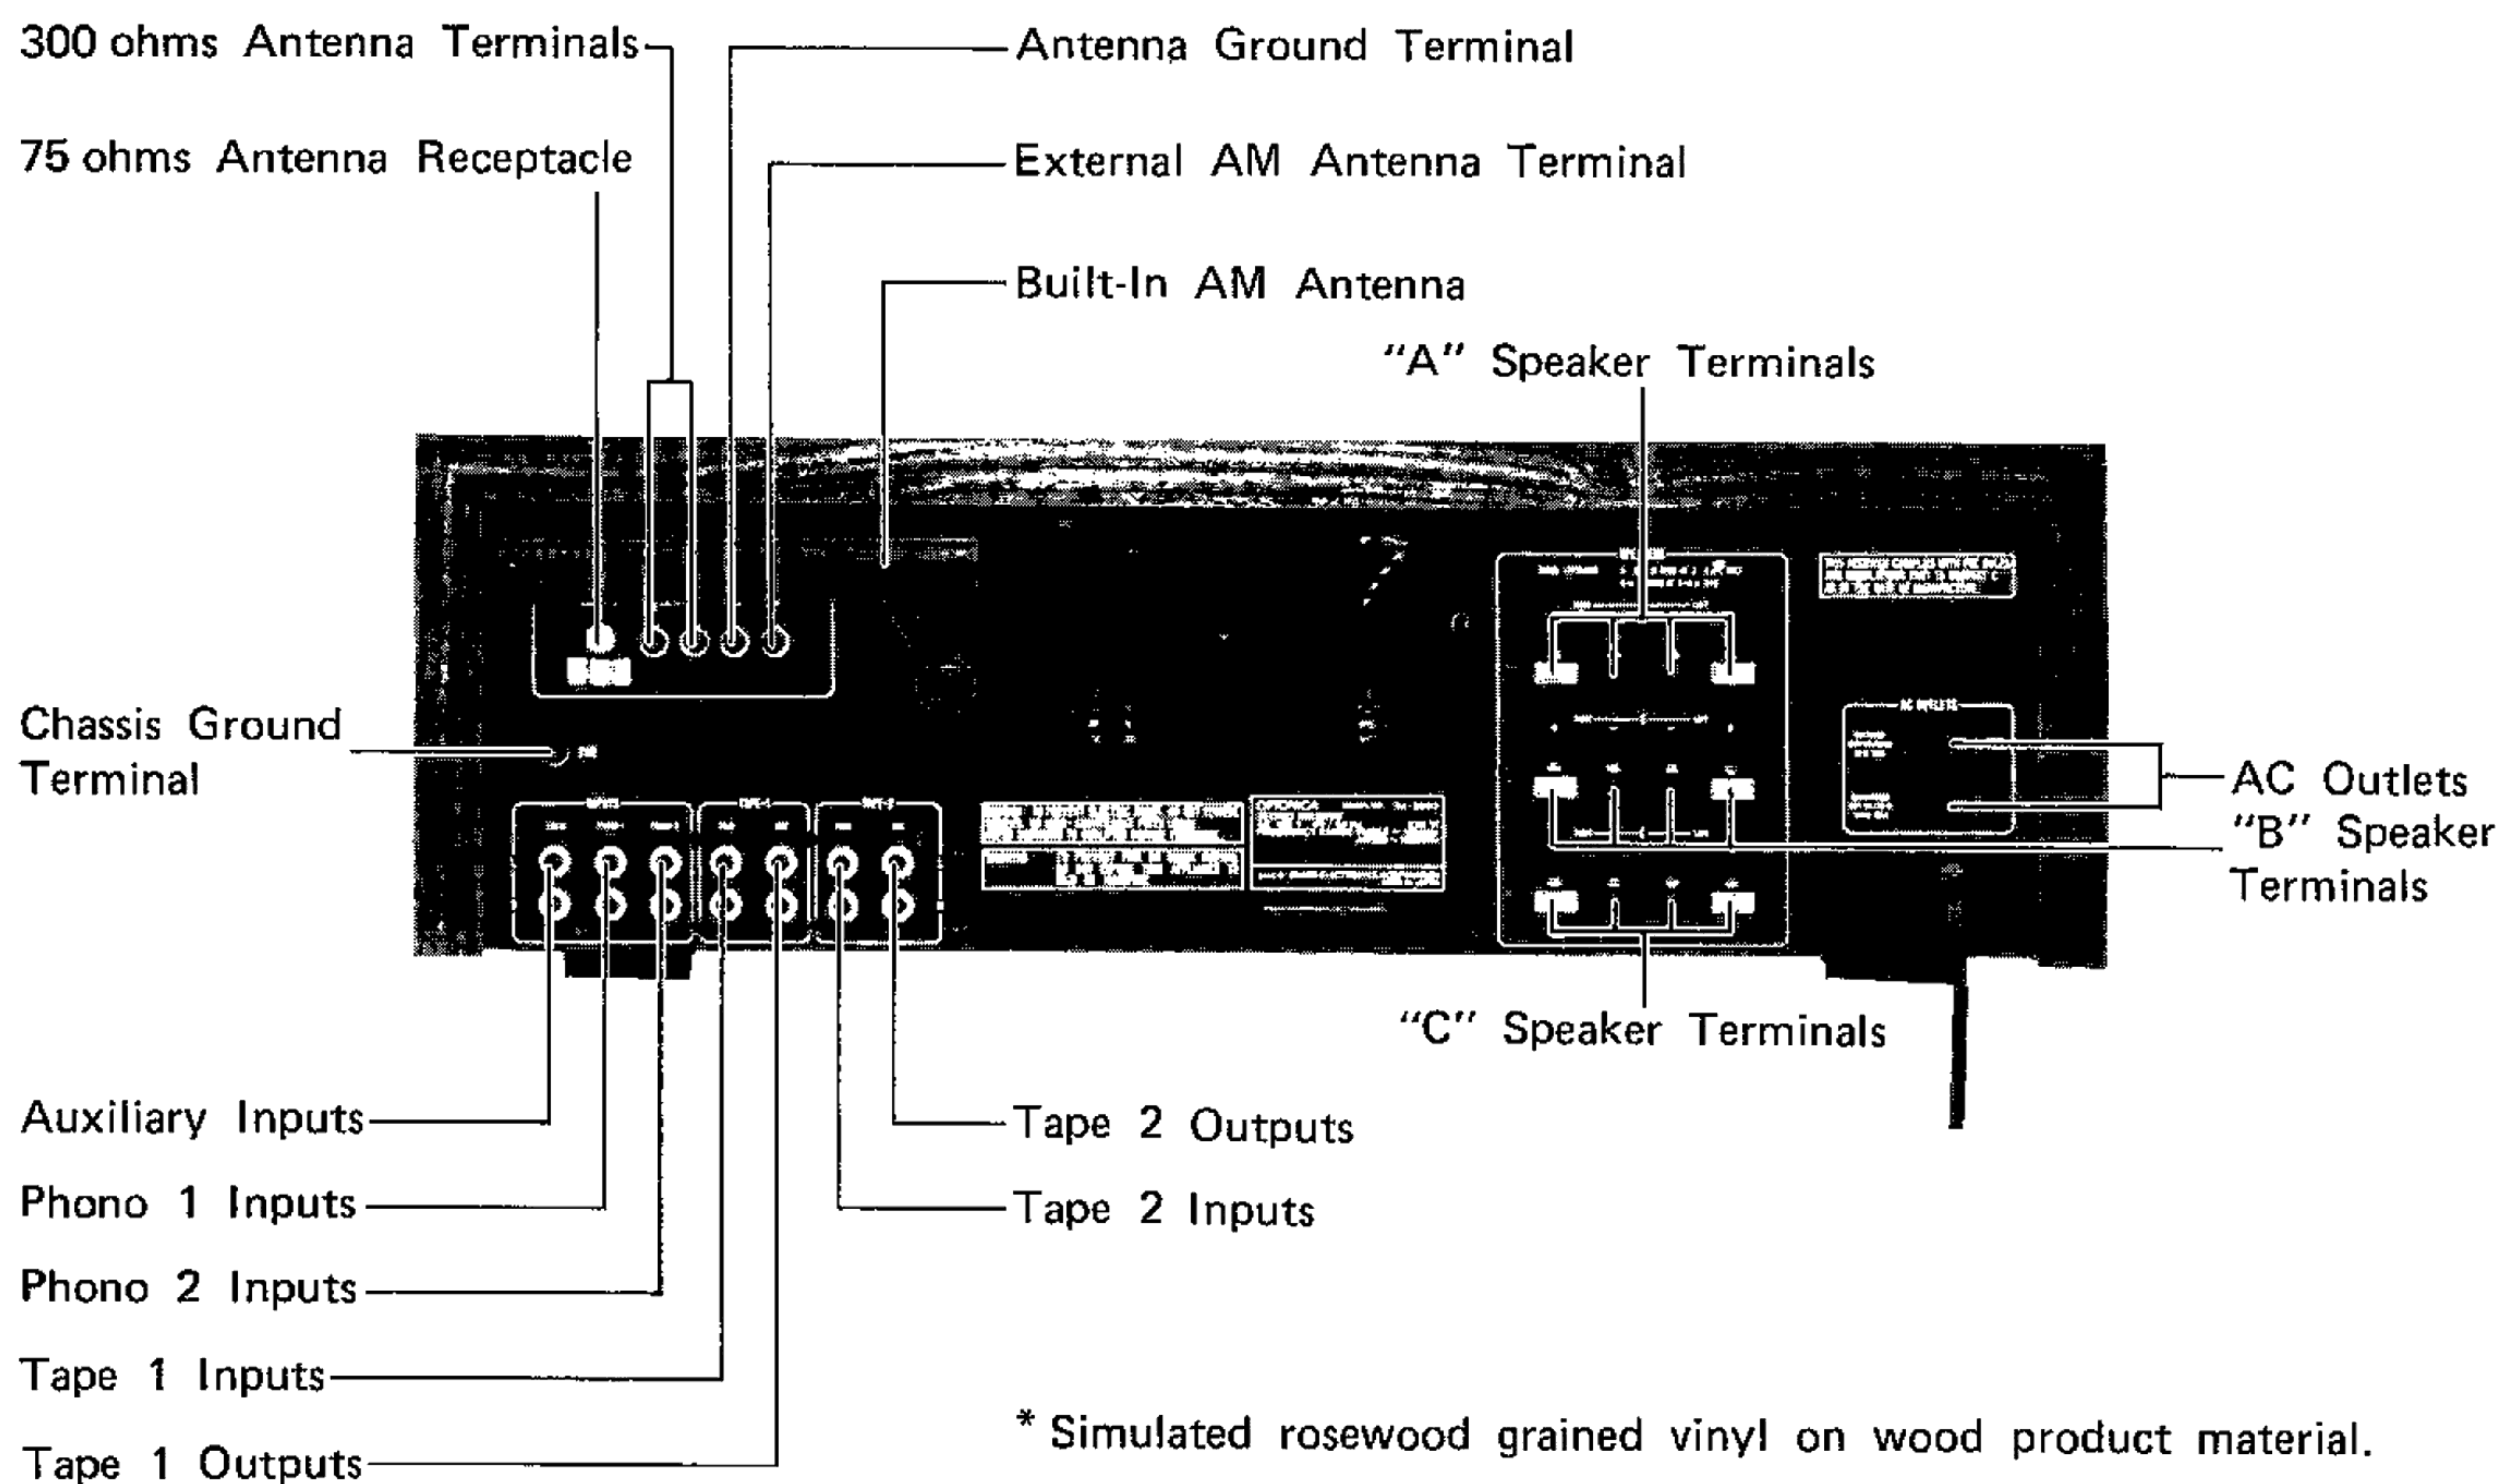 300 ohms Antenna Terminals
Antenna Ground Terminal
75 ohms Antenna Receptacle
External AM Antenna Terminal
Built-In AM Antenna
"A" Speaker Terminals
Chassis Ground
Terminal
AC OUTLETS
AC Outlets
"B" Speaker
Terminals
"C" Speaker Terminals
Auxiliary Inputs
Tape 2 Outputs
Phono 1 Inputs
Tape 2 Inputs
Phono 2 Inputs
Tape 1 Inputs
Tape 1 Outputs
* Simulated rosewood grained vinyl on wood product material.